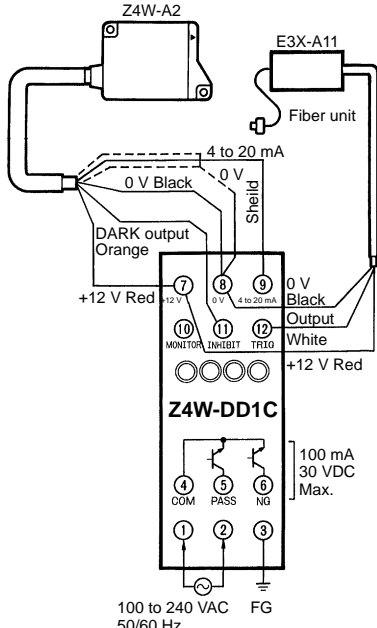 Z4W-A2
E3X-A11
Fiber unit
4 to 20 mA
0 V Black
0 V
Sheild
DARK output
Orange
+12 V Red
7
8
9
+12 V
0 V
4 to 20 mA
0 V
Black
10
11
12
Output
MONITOR
INHIBIT
TRIG
White
+12 V Red
Z4W-DD1C
4
5
6
COM
PASS
NG
100 mA
30 VDC
Max.
1
2
3
100 to 240 VAC
50/60 Hz
FG